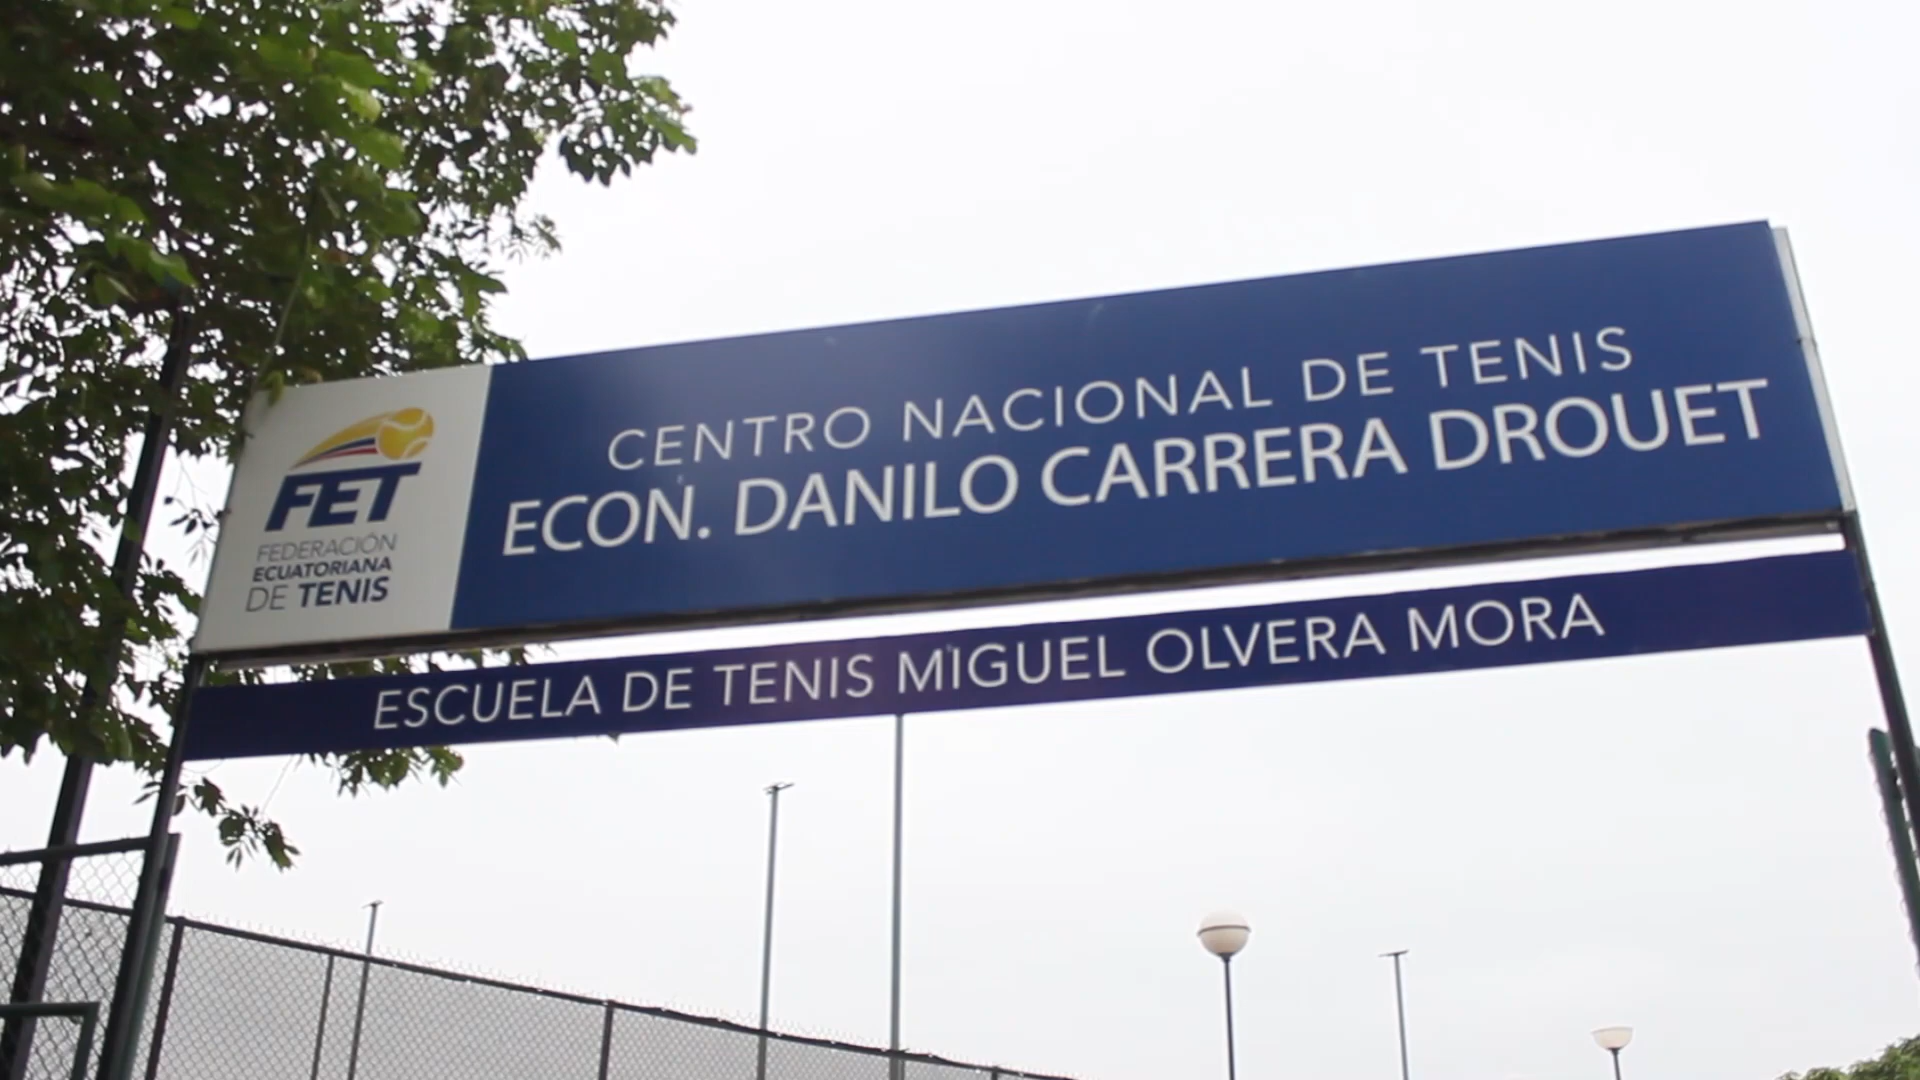 FET
FEDERACIÓN
ECUATORIANA
DE TENIS
CENTRO NACIONAL DE TENIS
ECON. DANILO CARRERA DROUET
ESCUELA DE TENIS MIGUEL OLVERA MORA